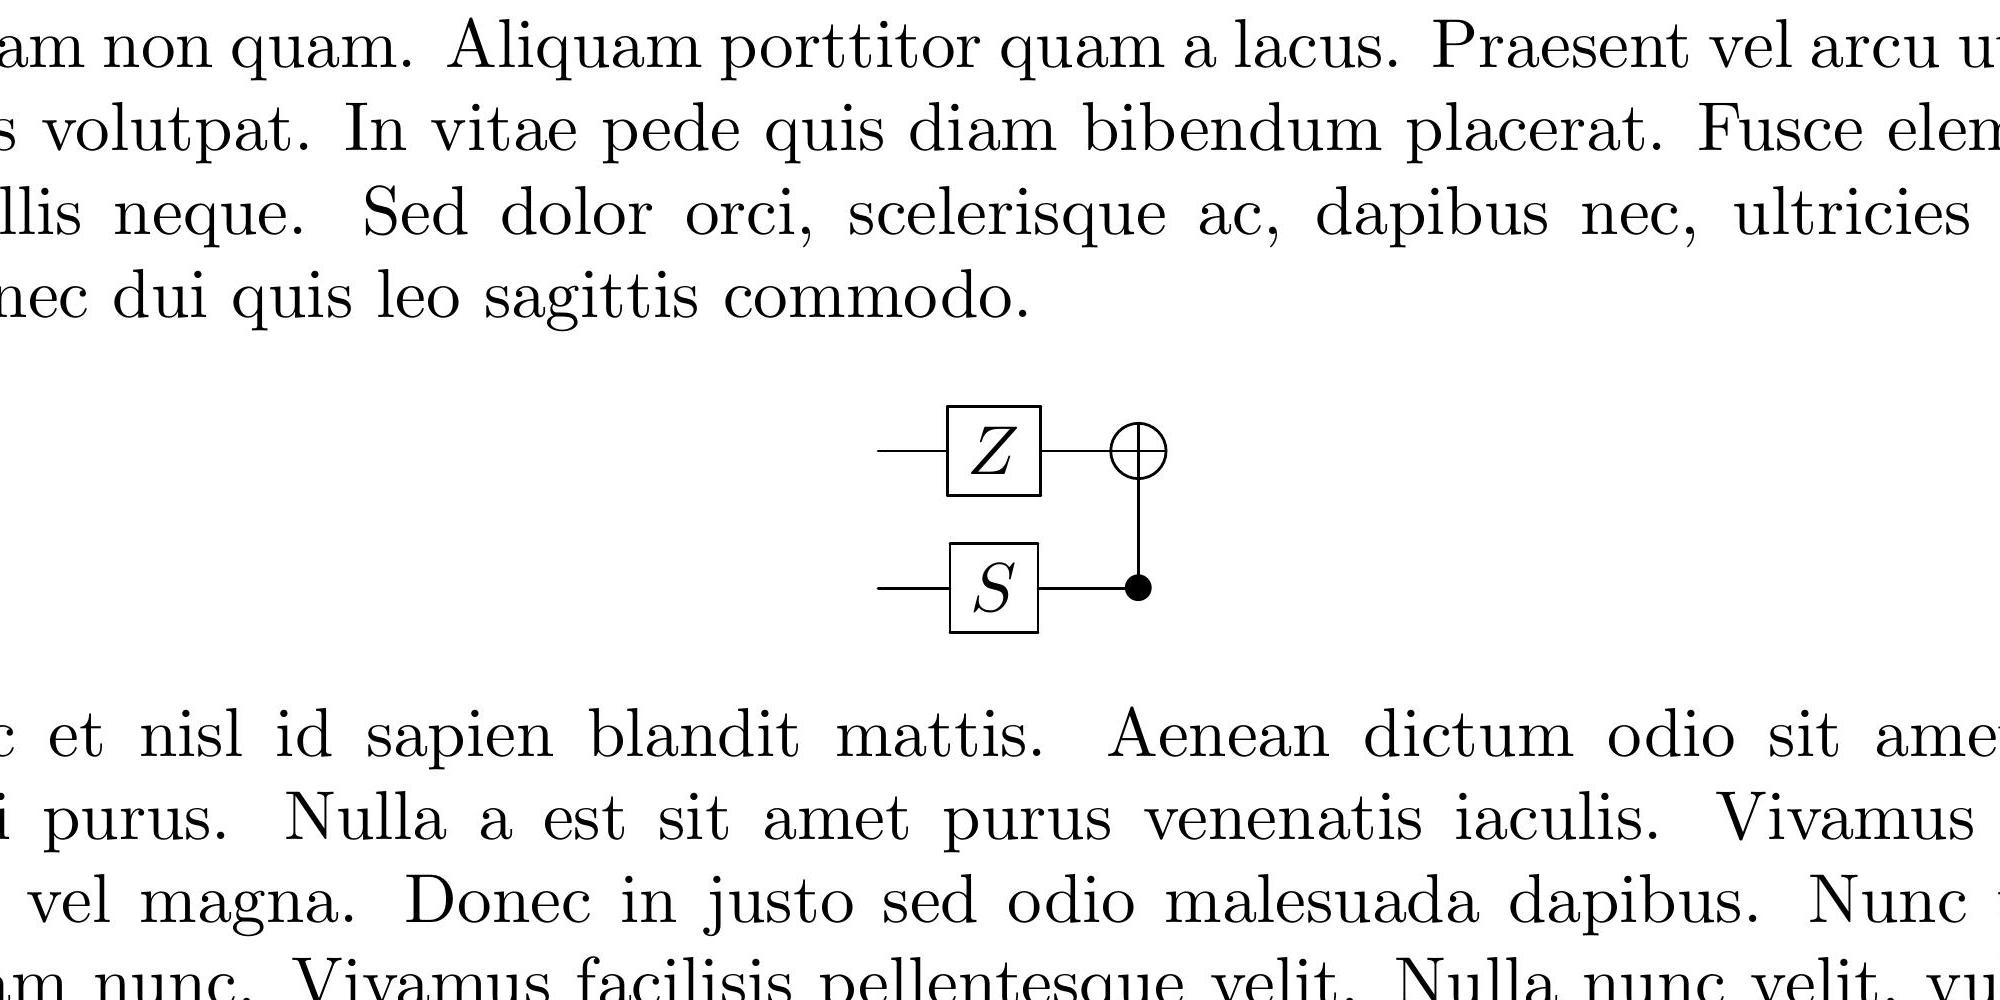 am non quam. Aliquam porttitor quam a lacus. Praesent vel arcu
s volutpat. In vitae pede quis diam bibendum placerat. Fusce elem
llis neque. Sed dolor orci, scelerisque ac, dapibus nec, ultricies
nec dui quis leo sagittis commodo.
Z
S
c et nisl id sapien blandit mattis. Aenean dictum odio sit ame
i purus. Nulla a est sit amet purus venenatis iaculis. Vivamus
vel magna. Donec in justo sed odio malesuada dapibus. Nunc
am nunc. Vivamus facilisis pellentesque velit. Nulla nunc velit, vu